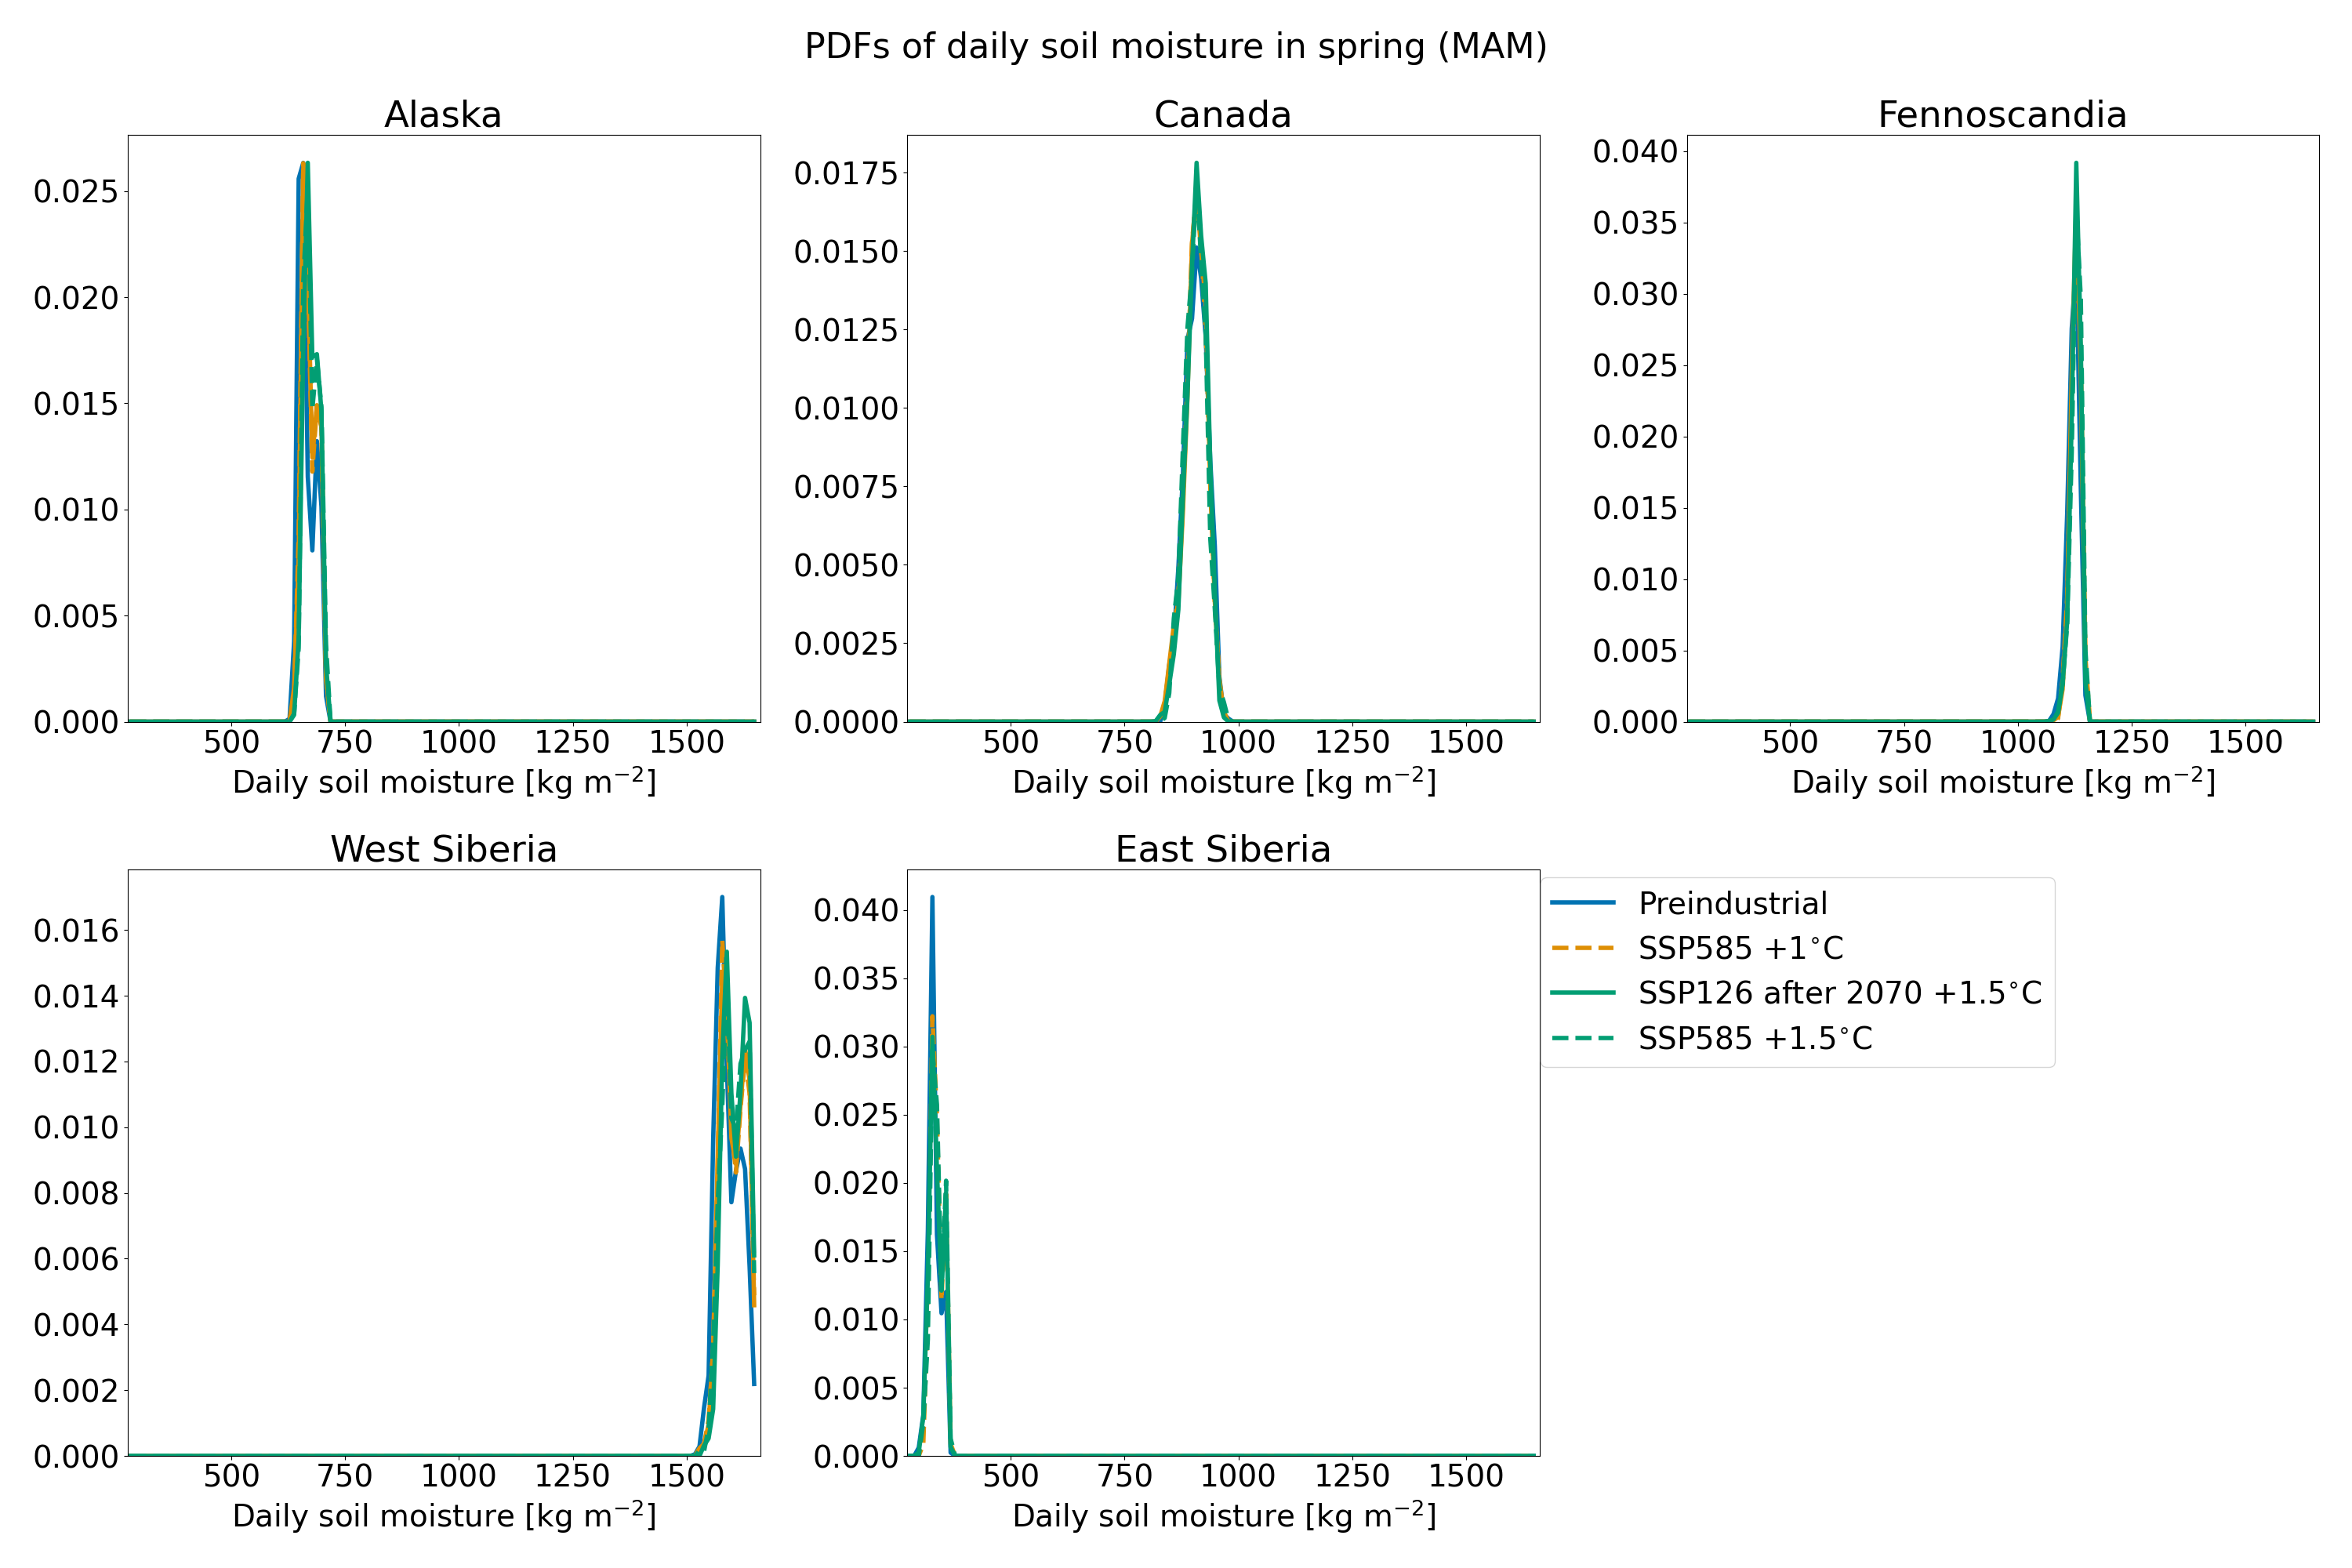 PDFs of daily soil moisture in spring (MAM)
Alaska
0.025
0.020
0.015
0.010
0.005
0.000
500 750 1000 1250 1500
Daily soil moisture [kg m⁻²]
Canada
0.0175
0.0150
0.0125
0.0100
0.0075
0.0050
0.0025
0.0000
500 750 1000 1250 1500
Daily soil moisture [kg m⁻²]
Fennoscandia
0.040
0.035
0.030
0.025
0.020
0.015
0.010
0.005
0.000
500 750 1000 1250 1500
Daily soil moisture [kg m⁻²]
West Siberia
0.016
0.014
0.012
0.010
0.008
0.006
0.004
0.002
0.000
500 750 1000 1250 1500
Daily soil moisture [kg m⁻²]
East Siberia
0.040
0.035
0.030
0.025
0.020
0.015
0.010
0.005
0.000
500 750 1000 1250 1500
Daily soil moisture [kg m⁻²]
Preindustrial
SSP585 +1°C
SSP126 after 2070 +1.5°C
SSP585 +1.5°C